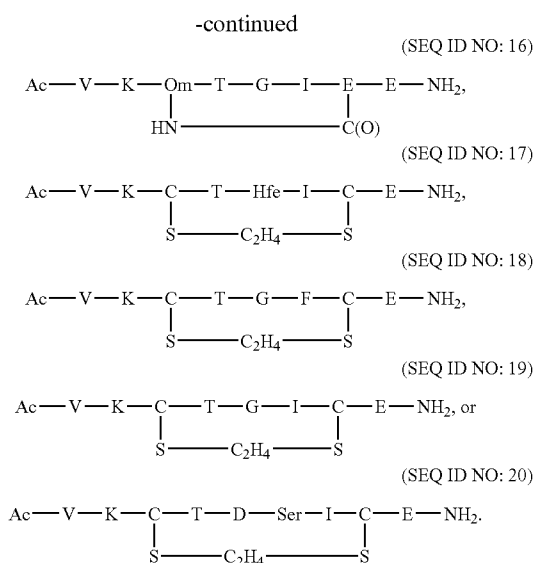 -continued
(SEQ ID NO: 16)
Ac—V—K—Om—T—G—I—E—E—NH2,
HN—C(O)
(SEQ ID NO: 17)
Ac—V—K—C—T—Hfe—I—C—E—NH2,
S—C2H4—S
(SEQ ID NO: 18)
Ac—V—K—C—T—G—F—C—E—NH2,
S—C2H4—S
(SEQ ID NO: 19)
Ac—V—K—C—T—G—I—C—E—NH2, or
S—C2H4—S
(SEQ ID NO: 20)
Ac—V—K—C—T—D—Ser—I—C—E—NH2.
S—C2H4—S